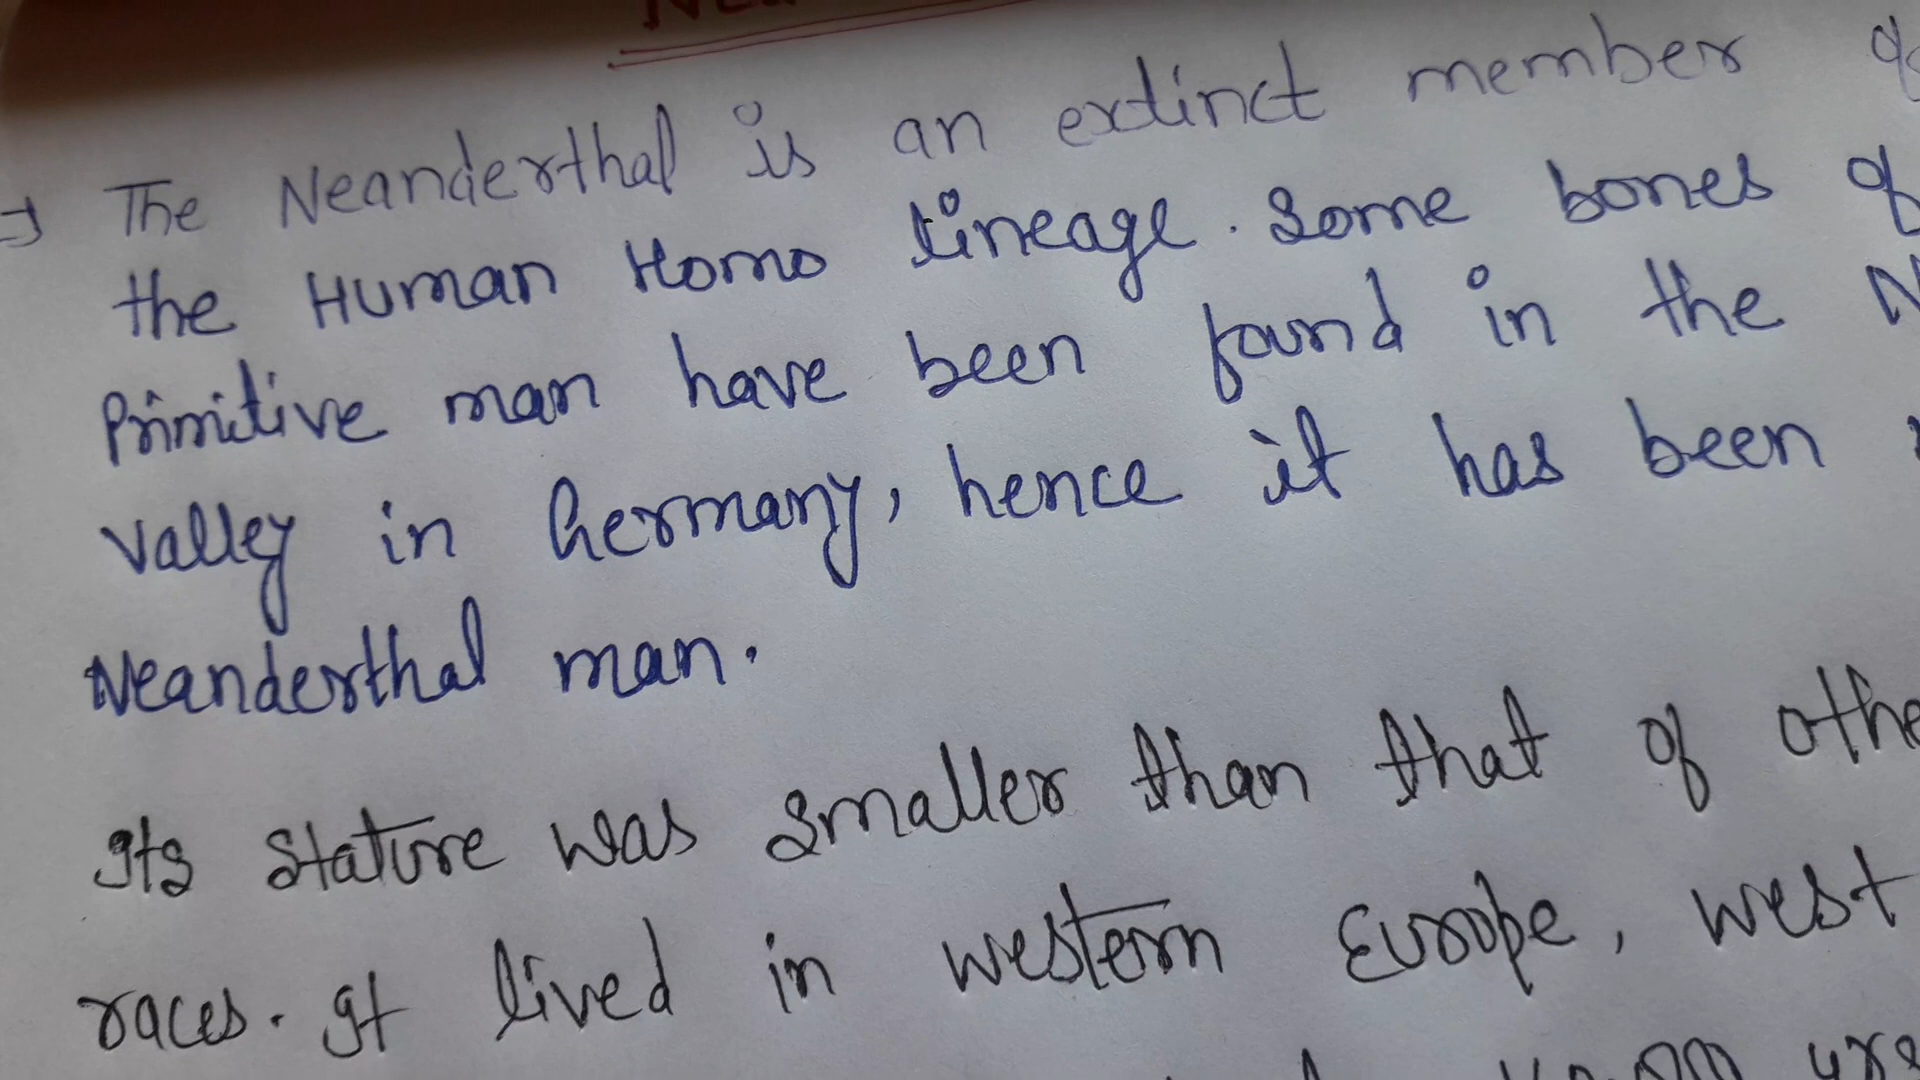 → The Neanderthal is an extinct member
the Human Homo lineage. Some bones of
Primitive man have been found in the
valley in Germany, hence it has been
Neanderthal man.
Its stature was smaller than that of othe
races. It lived in western Europe, west
yrs